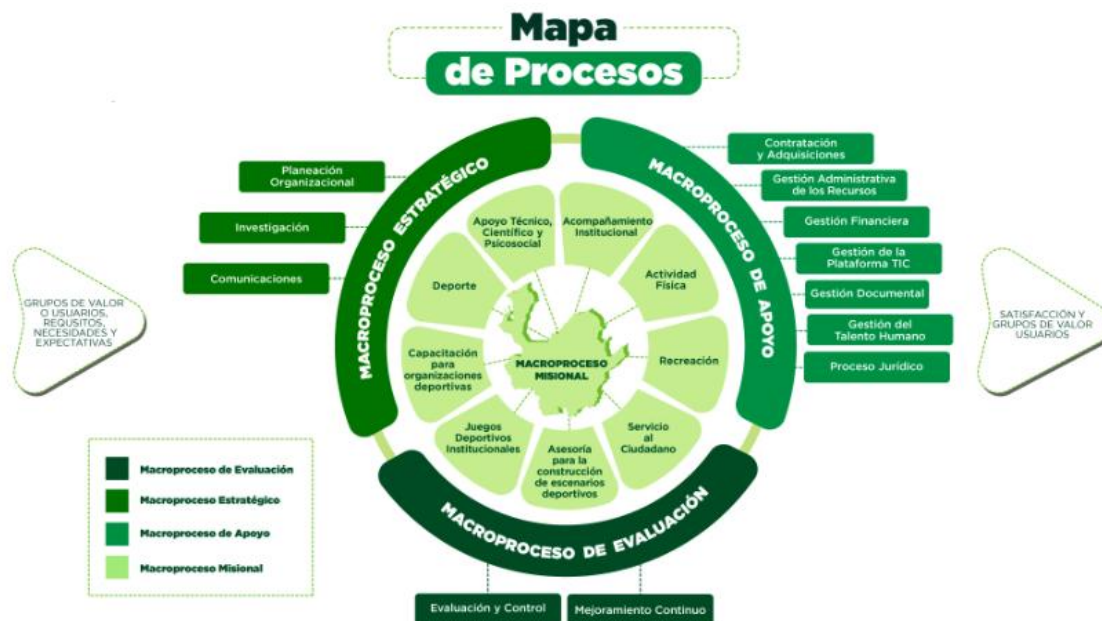 Mapa
de Procesos
MACROPROCESO ESTRATÉGICO
Planeación
Organizacional
Investigación
Comunicaciones
MACROPROCESO DE APOYO
Contratación
y Adquisiciones
Gestión Administrativa
de los Recursos
Gestión Financiera
Gestión de la
Plataforma TIC
Gestión Documental
Gestión del
Talento Humano
Proceso Jurídico
GRUPOS DE VALOR
O USUARIOS,
REQUSITOS,
NECESIDADES Y
EXPECTATIVAS
Apoyo Técnico,
Científico y
Psicosocial
Acompañamiento
Institucional
Deporte
Actividad
Física
Capacitación
para
organizaciones
deportivas
MACROPROCESO
MISIONAL
Recreación
Juegos
Deportivos
Institucionales
Asesoría
para la
construcción
de escenarios
deportivos
Servicio
al
Ciudadano
SATISFACCIÓN Y
GRUPOS DE VALOR
USUARIOS
MACROPROCESO DE EVALUACIÓN
Evaluación y Control
Mejoramiento Continuo
Macroproceso de Evaluación
Macroproceso Estratégico
Macroproceso de Apoyo
Macroproceso Misional